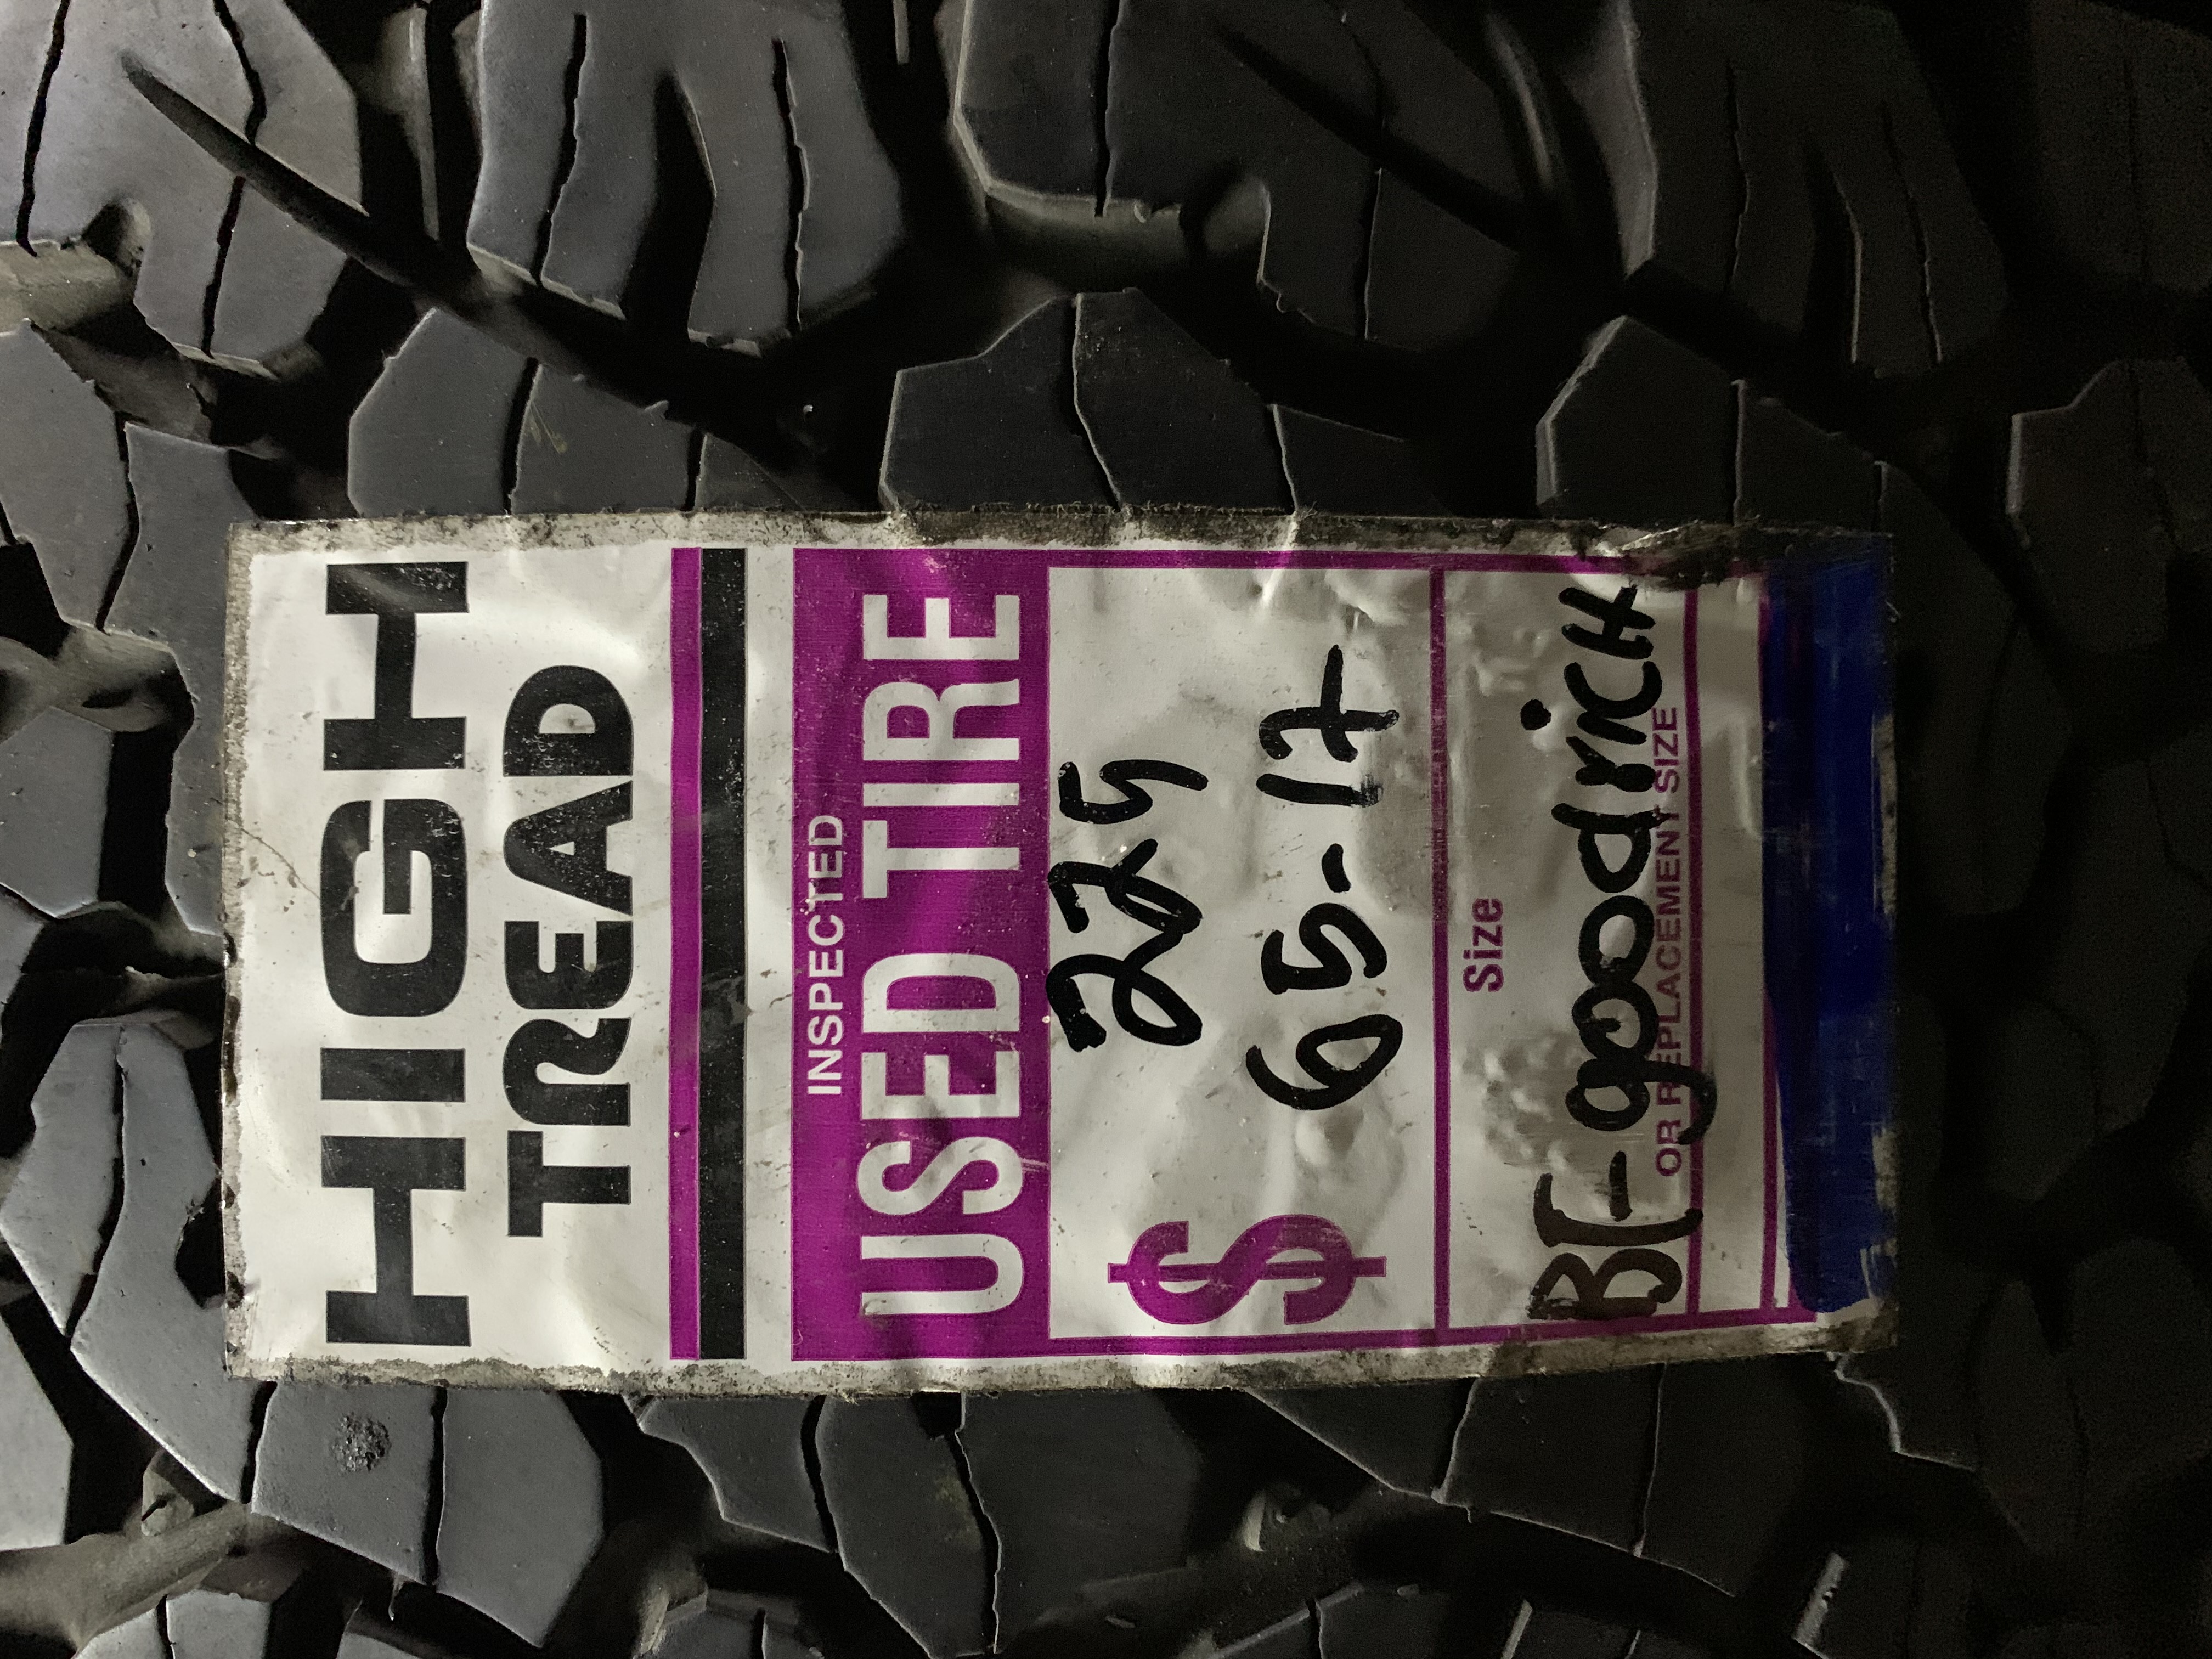 HIGH
TREAD
INSPECTED
USED TIRE
$
225
65-17
Size
BF-goodricH
OR REPLACEMENT SIZE